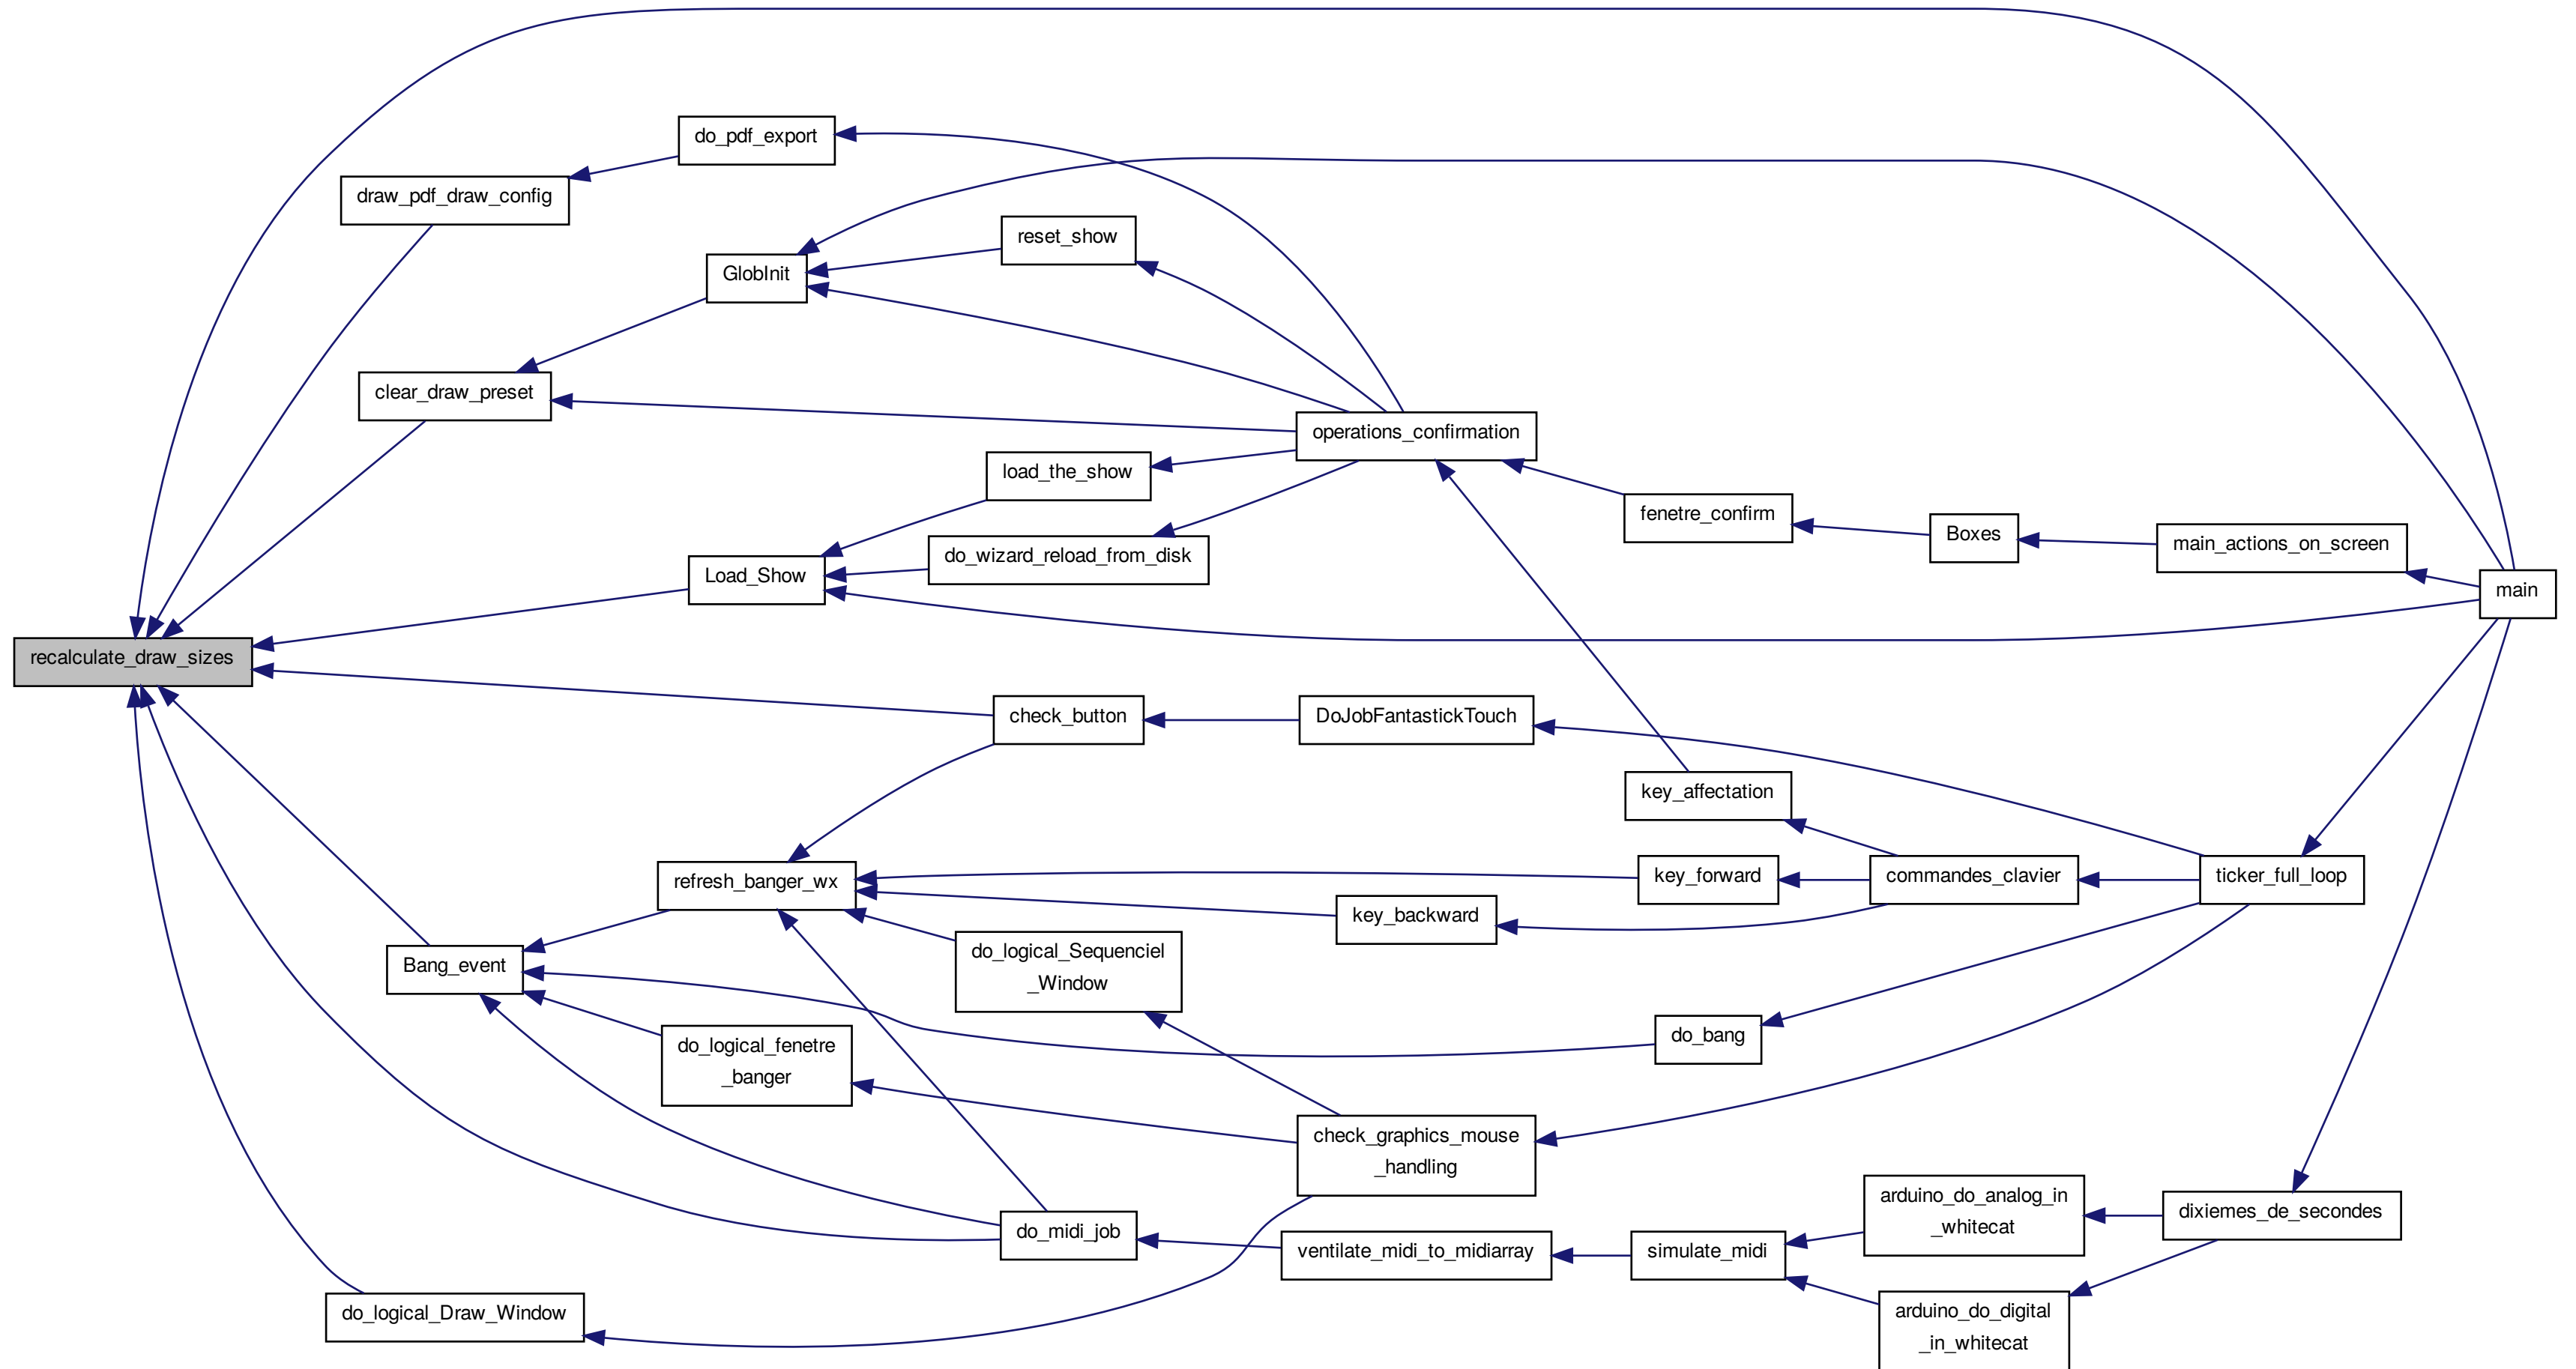 do_pdf_export
draw_pdf_draw_config
reset_show
GlobInit
clear_draw_preset
operations_confirmation
load_the_show
fenetre_confirm
Boxes
main_actions_on_screen
do_wizard_reload_from_disk
Load_Show
main
recalculate_draw_sizes
check_button
DoJobFantastickTouch
key_affectation
refresh_banger_wx
key_forward
commandes_clavier
ticker_full_loop
key_backward
do_logical_Sequenciel
_Window
Bang_event
do_bang
do_logical_fenetre
_banger
check_graphics_mouse
_handling
arduino_do_analog_in
_whitecat
dixiemes_de_secondes
do_midi_job
ventilate_midi_to_midiarray
simulate_midi
do_logical_Draw_Window
arduino_do_digital
_in_whitecat